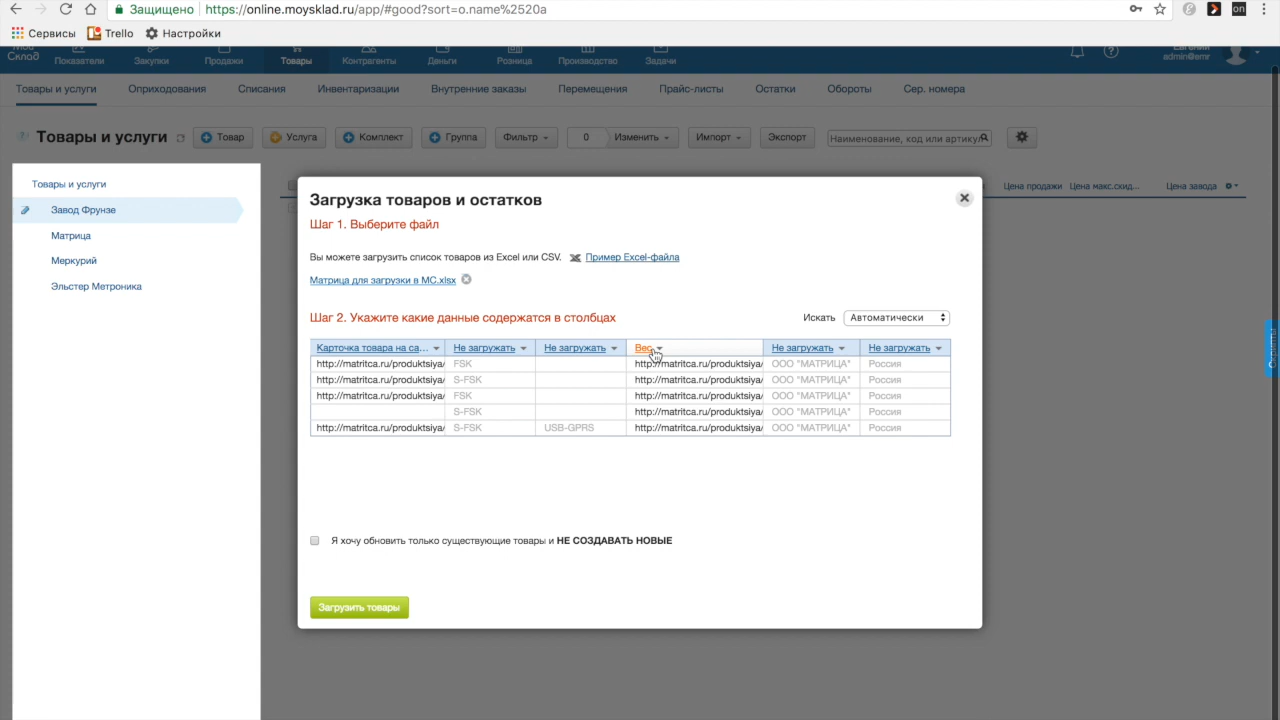 Защищено https://online.moysklad.ru/app/#good?sort=o.name%2520a on
Сервисы Trello Настройки
Склад Показатели Закупки Продажи Товары Контрагенты Деньги Розница Производство Задачи admin@emr
Товары и услуги Оприходования Списания Инвентаризации Внутренние заказы Перемещения Прайс-листы Остатки Обороты Сер. номера
Товары и услуги Товар Услуга Комплект Группа Фильтр 0 Изменить Импорт Экспорт Наименование, код или артику
Товары и услуги
Завод Фрунзе
Матрица
Меркурий
Эльстер Метроника
Цена продажи Цена макс.скид... Цена завода
Загрузка товаров и остатков
Шаг 1. Выберите файл
Вы можете загрузить список товаров из Excel или CSV. Пример Excel-файла
Матрица для загрузки в МС.xlsx
Шаг 2. Укажите какие данные содержатся в столбцах Искать Автоматически
Карточка товара на са... Не загружать Не загружать Вес Не загружать Не загружать
http://matritca.ru/produktsiya/ FSK http://matritca.ru/produktsiya/ ООО "МАТРИЦА" Россия
http://matritca.ru/produktsiya/ S-FSK http://matritca.ru/produktsiya/ ООО "МАТРИЦА" Россия
http://matritca.ru/produktsiya/ FSK http://matritca.ru/produktsiya/ ООО "МАТРИЦА" Россия
S-FSK http://matritca.ru/produktsiya/ ООО "МАТРИЦА" Россия
http://matritca.ru/produktsiya/ S-FSK USB-GPRS http://matritca.ru/produktsiya/ ООО "МАТРИЦА" Россия
Я хочу обновить только существующие товары и НЕ СОЗДАВАТЬ НОВЫЕ
Загрузить товары